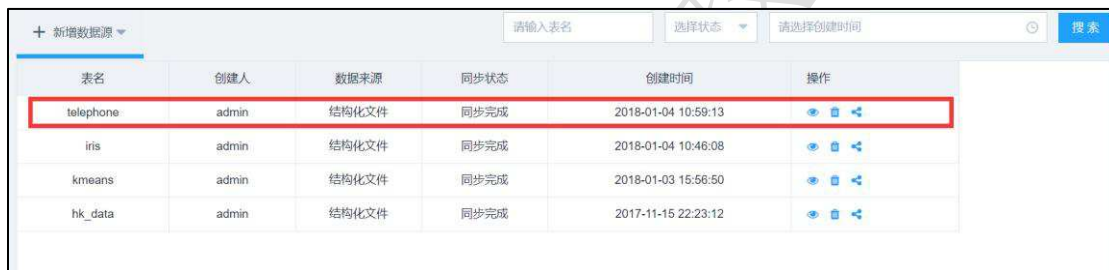 新增数据源 请输入表名 选择状态 请选择创建时间 搜索
表名 创建人 数据来源 同步状态 创建时间 操作
telephone admin 结构化文件 同步完成 2018-01-04 10:59:13
iris admin 结构化文件 同步完成 2018-01-04 10:46:08
kmeans admin 结构化文件 同步完成 2018-01-03 15:56:50
hk_data admin 结构化文件 同步完成 2017-11-15 22:23:12